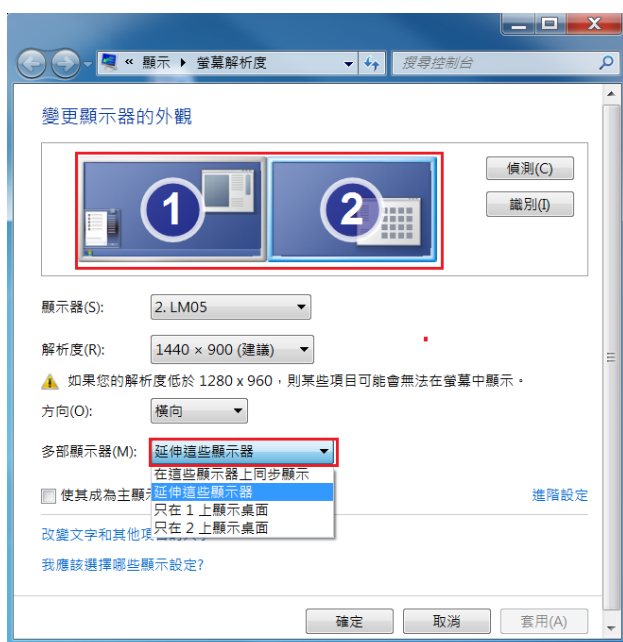 « 顯示 ▸ 螢幕解析度
搜尋控制台
變更顯示器的外觀
1
2
偵測(C)
識別(I)
顯示器(S):
2. LM05
解析度(R):
1440 × 900 (建議)
如果您的解析度低於 1280 x 960，則某些項目可能會無法在螢幕中顯示。
方向(O):
橫向
多部顯示器(M):
延伸這些顯示器
在這些顯示器上同步顯示
延伸這些顯示器
只在 1 上顯示桌面
只在 2 上顯示桌面
使其成為主顯
進階設定
改變文字和其他
我應該選擇哪些顯示設定?
確定
取消
套用(A)